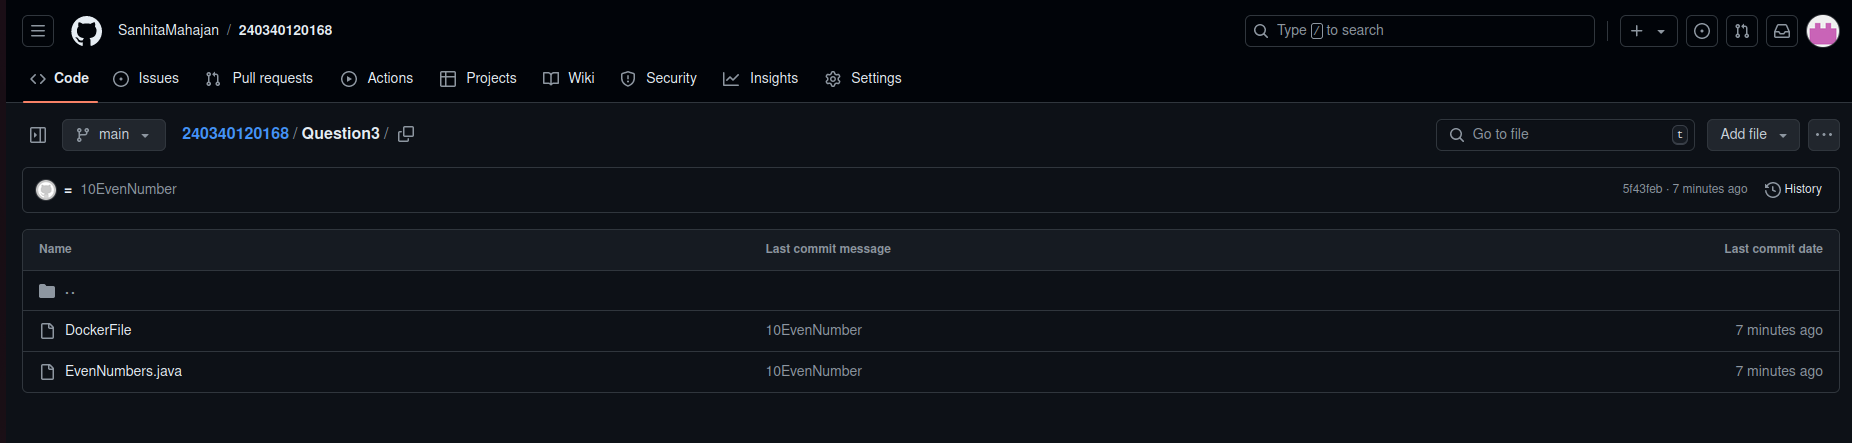 SanhitaMahajan / 240340120168
Type / to search
Code Issues Pull requests Actions Projects Wiki Security Insights Settings
main 240340120168 / Question3 / Go to file t Add file
= 10EvenNumber 5f43feb · 7 minutes ago History
Name Last commit message Last commit date
..
DockerFile 10EvenNumber 7 minutes ago
EvenNumbers.java 10EvenNumber 7 minutes ago